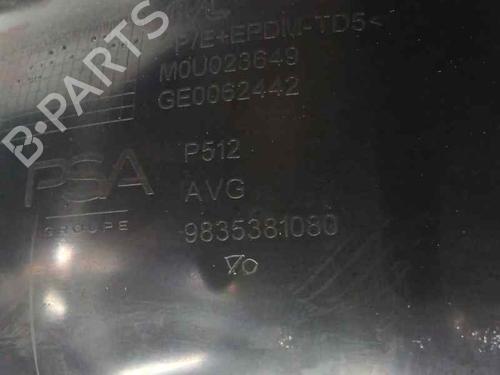 P/E+EPDM-TD5<
M0U023649
GE0062442
P512
PSA
AVG
GROUPE
9835381080
B-PARTS